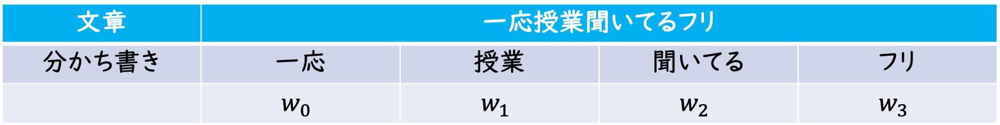 文章 一応授業聞いてるフリ
分かち書き 一応 授業 聞いてる フリ
w₀ w₁ w₂ w₃